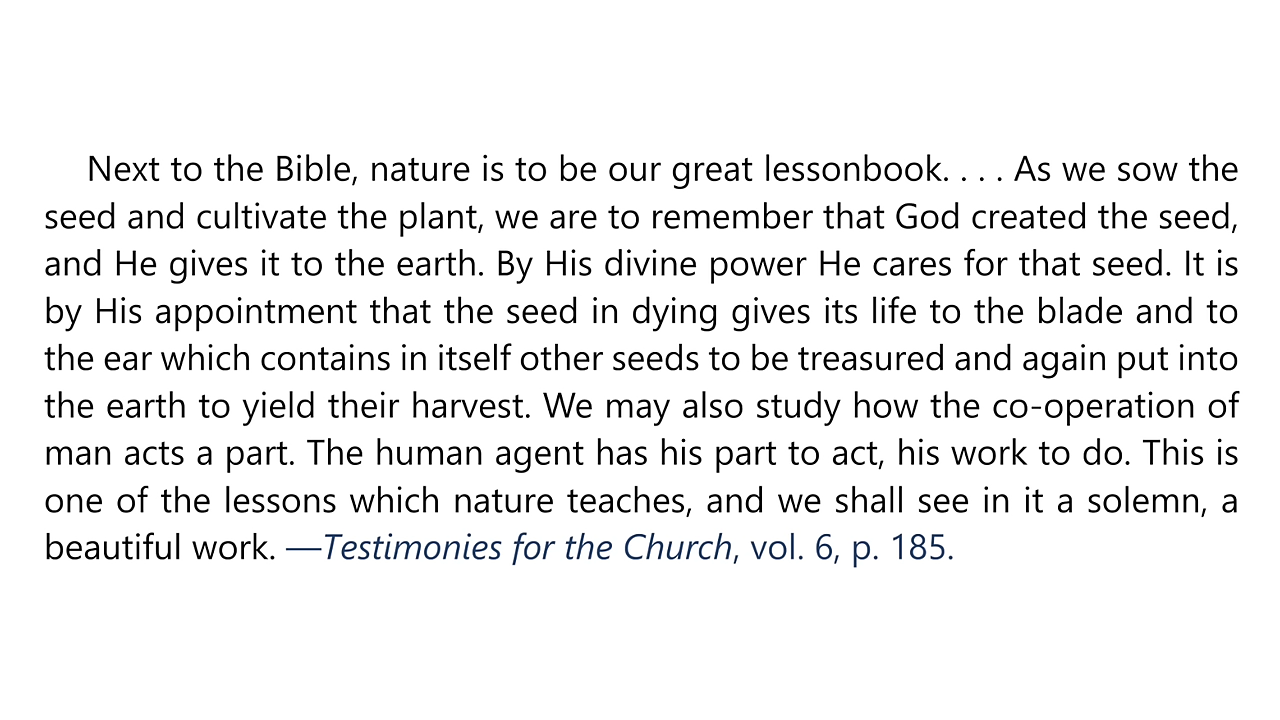 Next to the Bible, nature is to be our great lessonbook. . . . As we sow the
seed and cultivate the plant, we are to remember that God created the seed,
and He gives it to the earth. By His divine power He cares for that seed. It is
by His appointment that the seed in dying gives its life to the blade and to
the ear which contains in itself other seeds to be treasured and again put into
the earth to yield their harvest. We may also study how the co-operation of
man acts a part. The human agent has his part to act, his work to do. This is
one of the lessons which nature teaches, and we shall see in it a solemn, a
beautiful work. —Testimonies for the Church, vol. 6, p. 185.